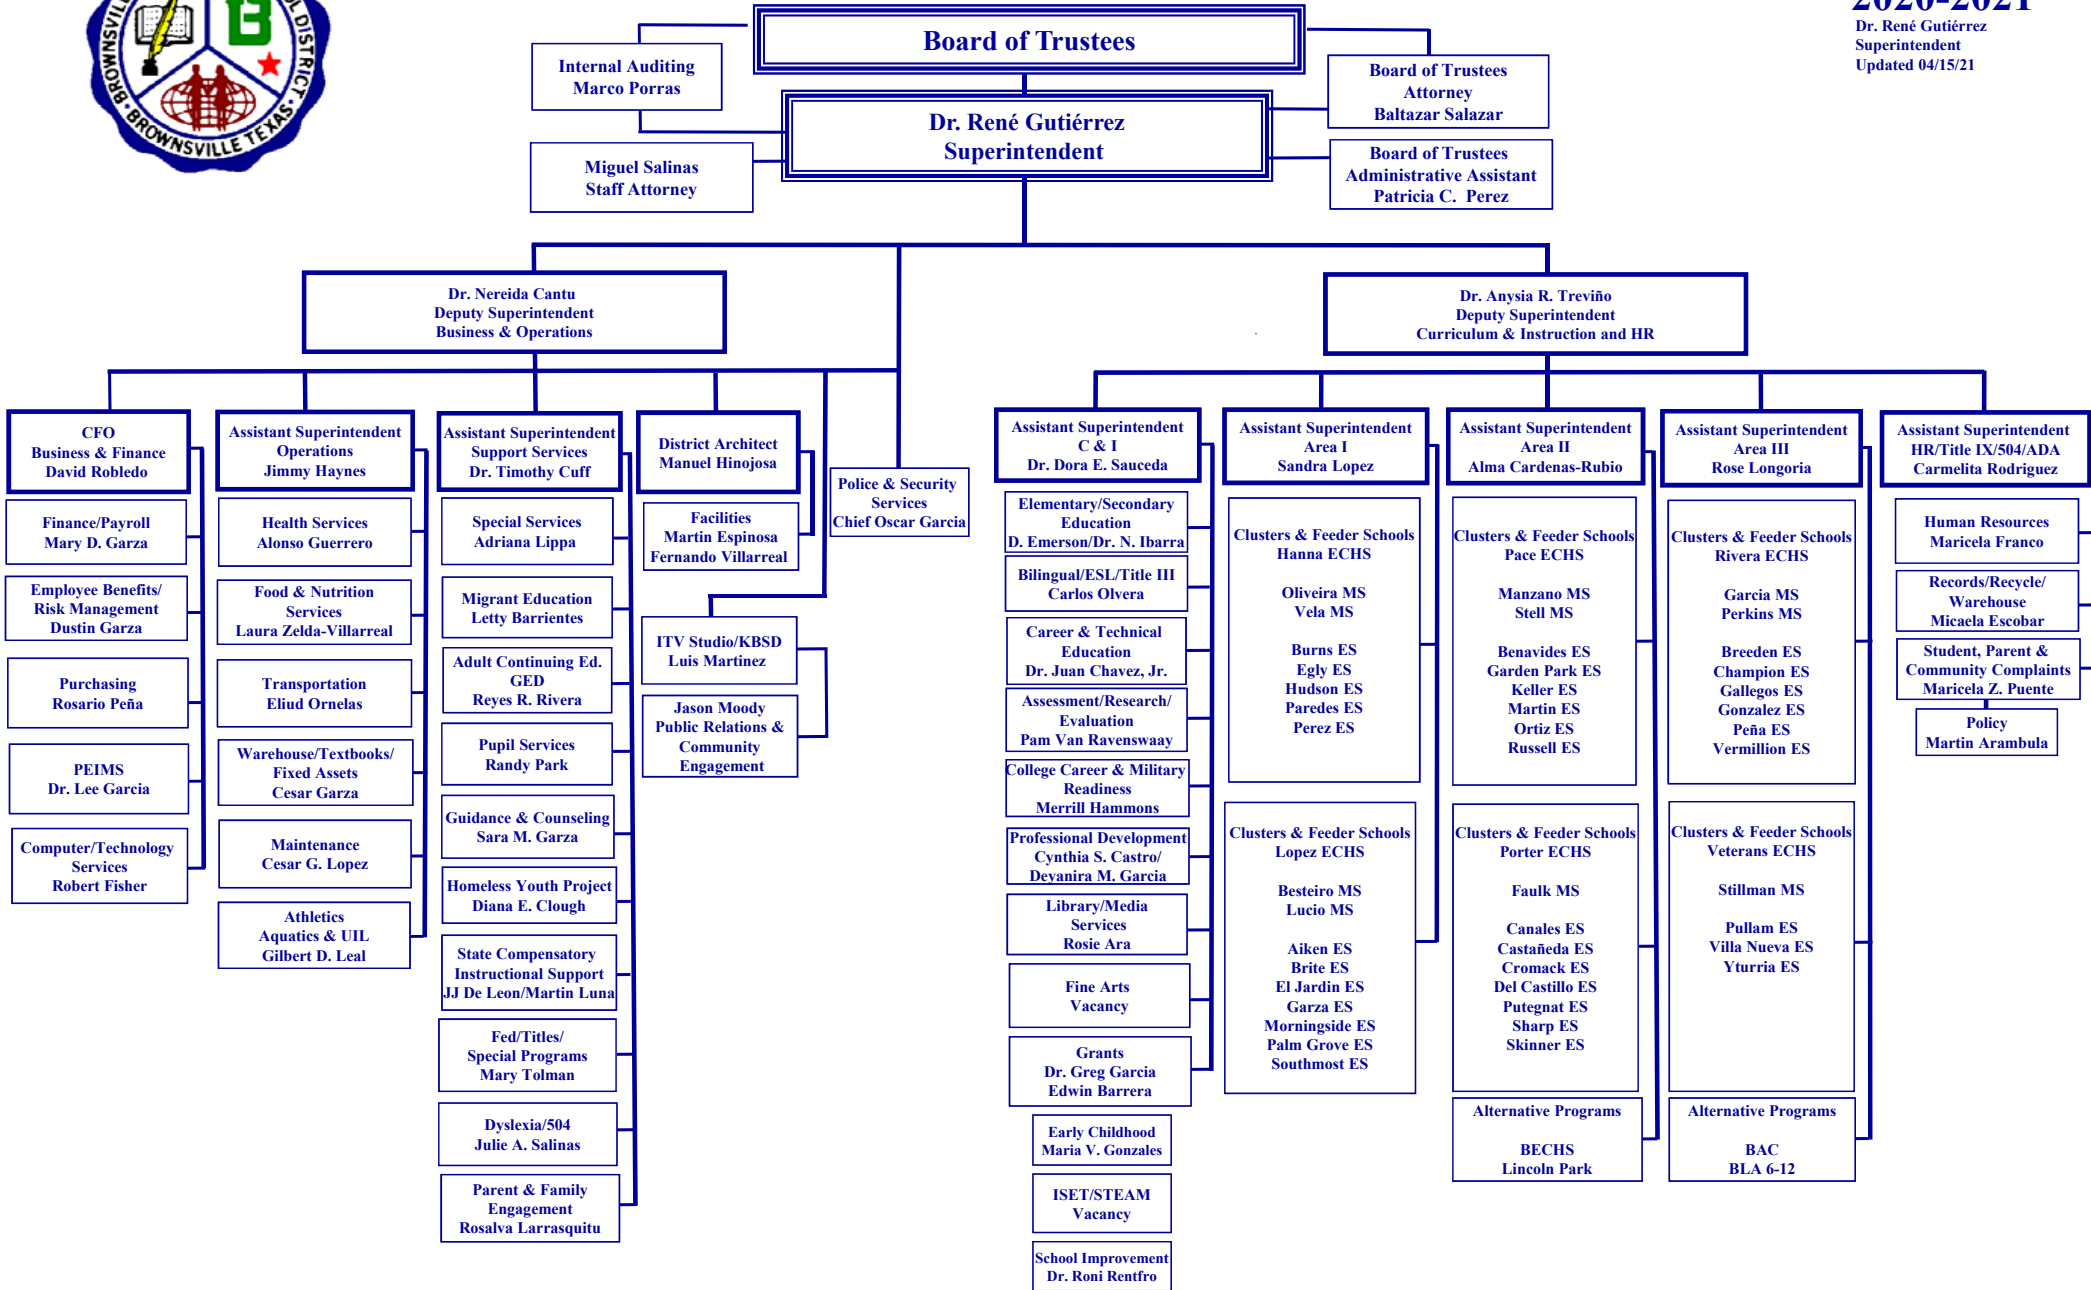 BROWNSVILLE
DISTRICT
BROWNSVILLE TEXAS
B
2020-2021
Dr. René Gutiérrez
Superintendent
Updated 04/15/21
Board of Trustees
Internal Auditing
Marco Porras
Board of Trustees
Attorney
Baltazar Salazar
Dr. René Gutiérrez
Superintendent
Miguel Salinas
Staff Attorney
Board of Trustees
Administrative Assistant
Patricia C. Perez
Dr. Nereida Cantu
Deputy Superintendent
Business & Operations
Dr. Anysia R. Treviño
Deputy Superintendent
Curriculum & Instruction and HR
CFO
Business & Finance
David Robledo
Finance/Payroll
Mary D. Garza
Employee Benefits/
Risk Management
Dustin Garza
Purchasing
Rosario Peña
PEIMS
Dr. Lee Garcia
Computer/Technology
Services
Robert Fisher
Assistant Superintendent
Operations
Jimmy Haynes
Health Services
Alonso Guerrero
Food & Nutrition
Services
Laura Zelda-Villarreal
Transportation
Eliud Ornelas
Warehouse/Textbooks/
Fixed Assets
Cesar Garza
Maintenance
Cesar G. Lopez
Athletics
Aquatics & UIL
Gilbert D. Leal
Assistant Superintendent
Support Services
Dr. Timothy Cuff
Special Services
Adriana Lippa
Migrant Education
Letty Barrientes
Adult Continuing Ed.
GED
Reyes R. Rivera
Pupil Services
Randy Park
Guidance & Counseling
Sara M. Garza
Homeless Youth Project
Diana E. Clough
State Compensatory
Instructional Support
JJ De Leon/Martin Luna
Fed/Titles/
Special Programs
Mary Tolman
Dyslexia/504
Julie A. Salinas
Parent & Family
Engagement
Rosalva Larrasquitu
District Architect
Manuel Hinojosa
Facilities
Martin Espinosa
Fernando Villarreal
ITV Studio/KBSD
Luis Martinez
Jason Moody
Public Relations &
Community
Engagement
Police & Security
Services
Chief Oscar Garcia
Assistant Superintendent
C & I
Dr. Dora E. Sauceda
Elementary/Secondary
Education
D. Emerson/Dr. N. Ibarra
Bilingual/ESL/Title III
Carlos Olvera
Career & Technical
Education
Dr. Juan Chavez, Jr.
Assessment/Research/
Evaluation
Pam Van Ravenswaay
College Career & Military
Readiness
Merrill Hammons
Professional Development
Cynthia S. Castro/
Deyanira M. Garcia
Library/Media
Services
Rosie Ara
Fine Arts
Vacancy
Grants
Dr. Greg Garcia
Edwin Barrera
Early Childhood
Maria V. Gonzales
ISET/STEAM
Vacancy
School Improvement
Dr. Roni Rentfro
Assistant Superintendent
Area I
Sandra Lopez
Clusters & Feeder Schools
Hanna ECHS
Oliveira MS
Vela MS
Burns ES
Egly ES
Hudson ES
Paredes ES
Perez ES
Clusters & Feeder Schools
Lopez ECHS
Besteiro MS
Lucio MS
Aiken ES
Brite ES
El Jardin ES
Garza ES
Morningside ES
Palm Grove ES
Southmost ES
Assistant Superintendent
Area II
Alma Cardenas-Rubio
Clusters & Feeder Schools
Pace ECHS
Manzano MS
Stell MS
Benavides ES
Garden Park ES
Keller ES
Martin ES
Ortiz ES
Russell ES
Clusters & Feeder Schools
Porter ECHS
Faulk MS
Canales ES
Castañeda ES
Cromack ES
Del Castillo ES
Putegnat ES
Sharp ES
Skinner ES
Alternative Programs
BECHS
Lincoln Park
Assistant Superintendent
Area III
Rose Longoria
Clusters & Feeder Schools
Rivera ECHS
Garcia MS
Perkins MS
Breeden ES
Champion ES
Gallegos ES
Gonzalez ES
Peña ES
Vermillion ES
Clusters & Feeder Schools
Veterans ECHS
Stillman MS
Pullam ES
Villa Nueva ES
Yturria ES
Alternative Programs
BAC
BLA 6-12
Assistant Superintendent
HR/Title IX/504/ADA
Carmelita Rodriguez
Human Resources
Maricela Franco
Records/Recycle/
Warehouse
Micaela Escobar
Student, Parent &
Community Complaints
Maricela Z. Puente
Policy
Martin Arambula